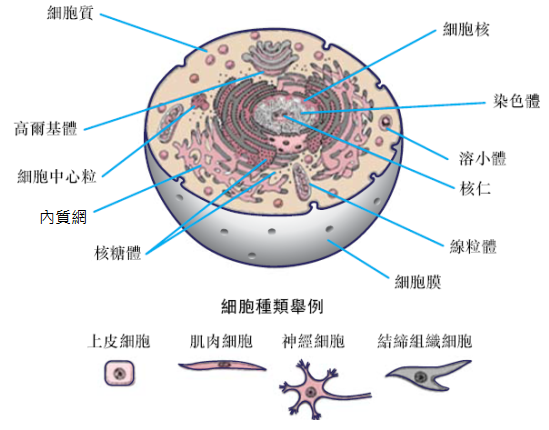 細胞質
細胞核
染色體
高爾基體
溶小體
細胞中心粒
核仁
內質網
核糖體
線粒體
細胞膜
細胞種類舉例
上皮細胞 肌肉細胞 神經細胞 結締組織細胞